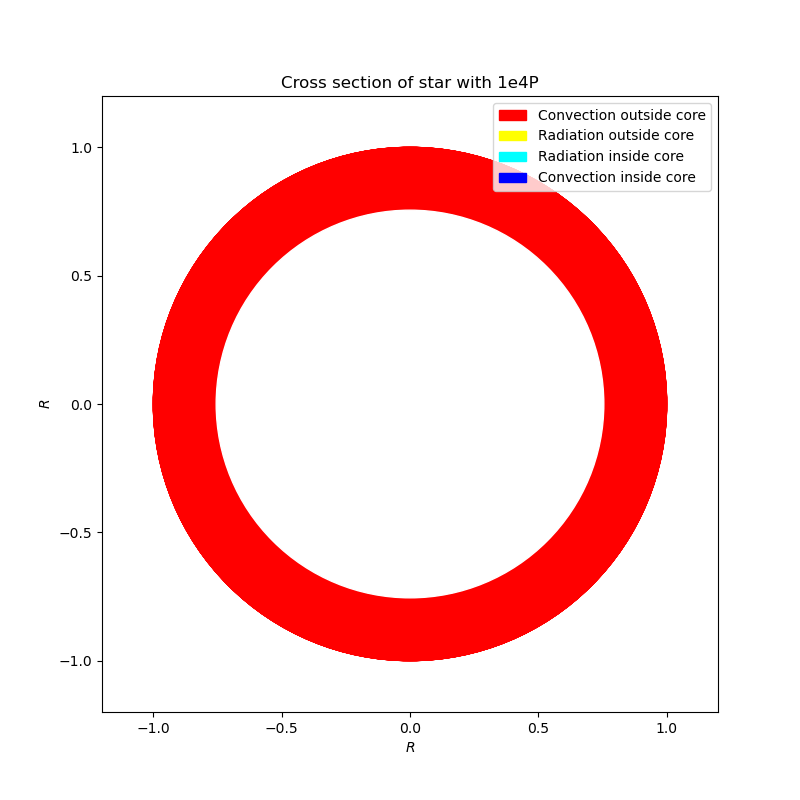 Cross section of star with 1e4P
Convection outside core
Radiation outside core
Radiation inside core
Convection inside core
1.0
0.5
0.0
−0.5
−1.0
R
−1.0
−0.5
0.0
0.5
1.0
R